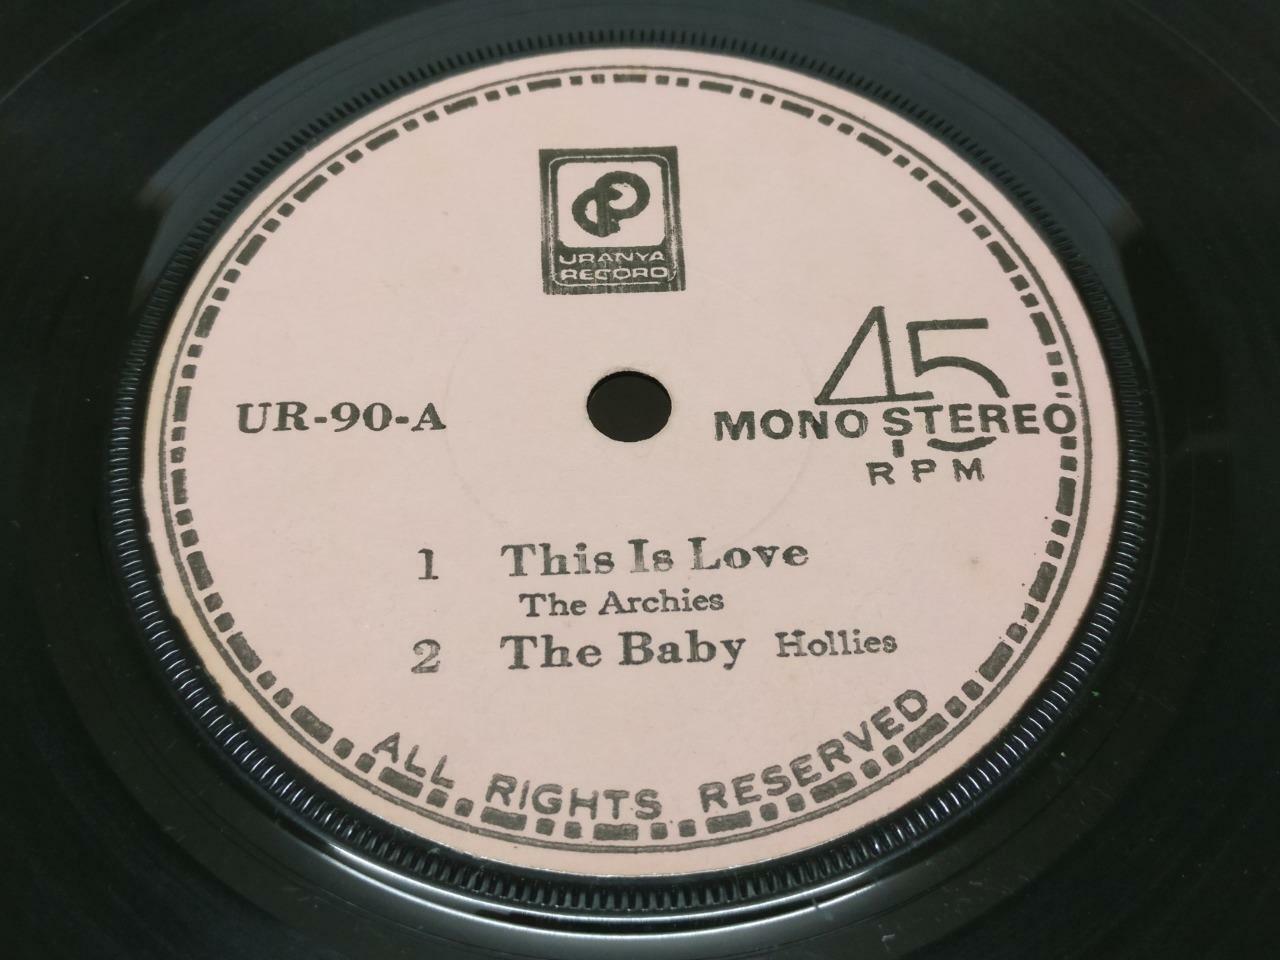 URANYA
RECORD
45
MONO STEREO
RPM
UR-90-A
1 This Is Love
The Archies
2 The Baby Hollies
ALL RIGHTS RESERVED